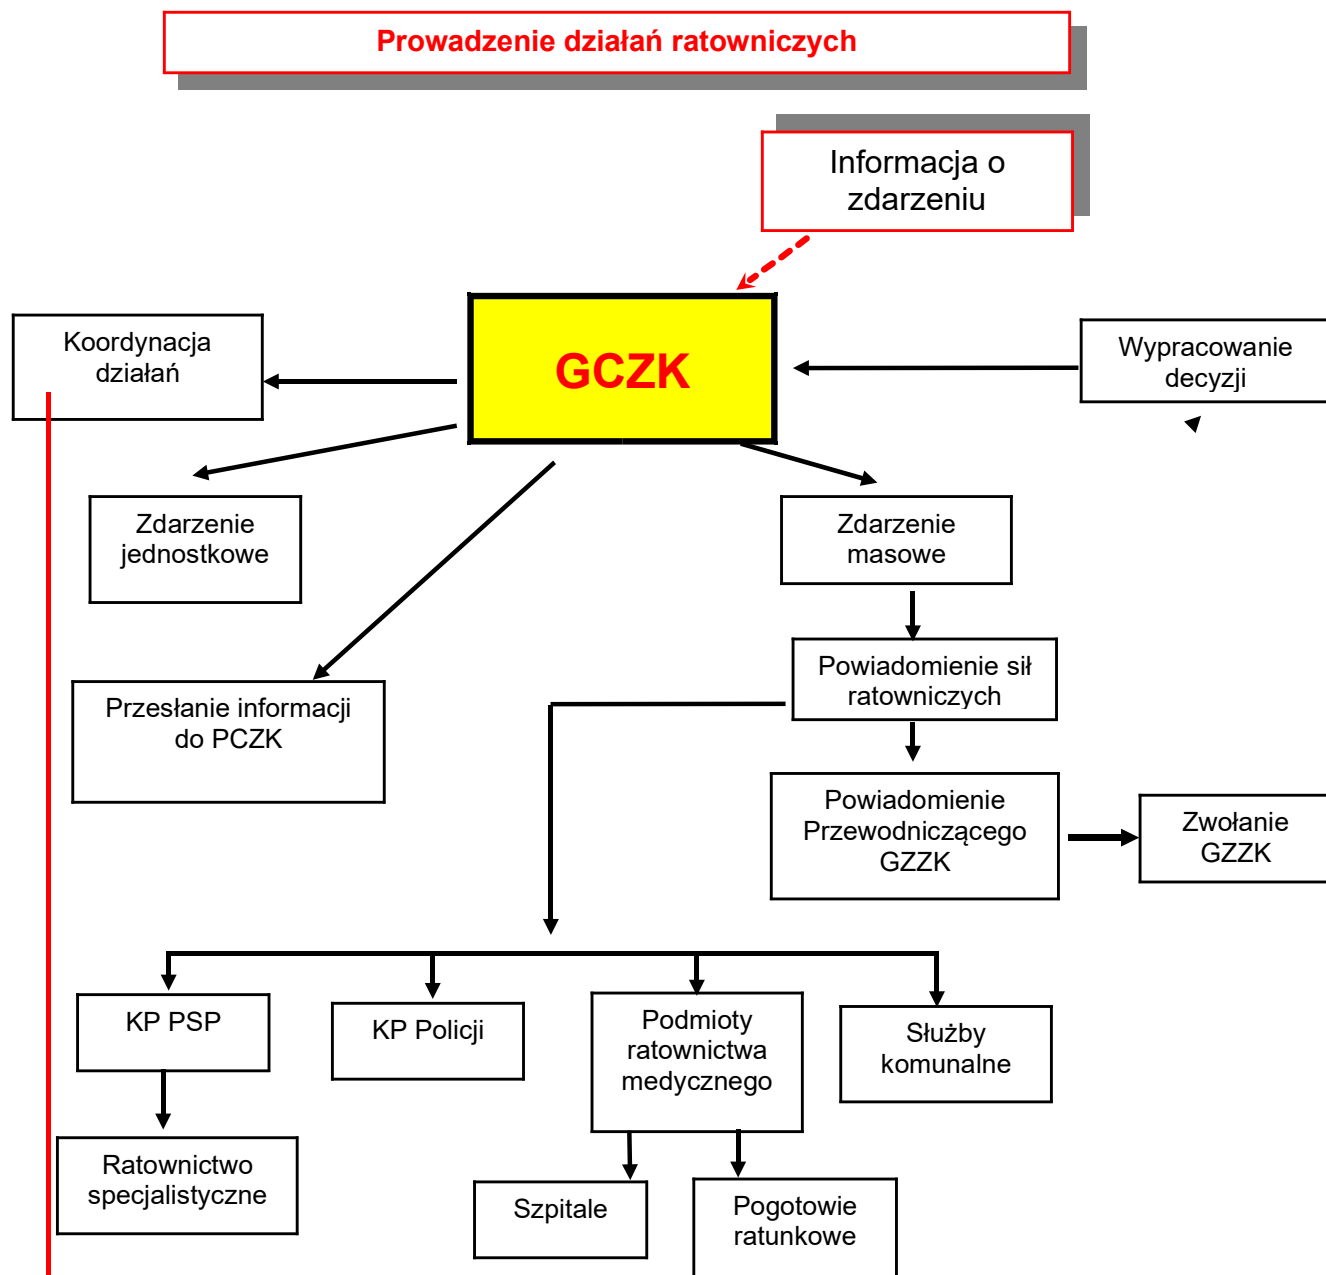 Prowadzenie działań ratowniczych
Informacja o
zdarzeniu
Koordynacja
działań
GCZK
Wypracowanie
decyzji
Zdarzenie
jednostkowe
Zdarzenie
masowe
Powiadomienie sił
ratowniczych
Przesłanie informacji
do PCZK
Powiadomienie
Przewodniczącego
GZZK
Zwołanie
GZZK
KP PSP
KP Policji
Podmioty
ratownictwa
medycznego
Służby
komunalne
Ratownictwo
specjalistyczne
Szpitale
Pogotowie
ratunkowe